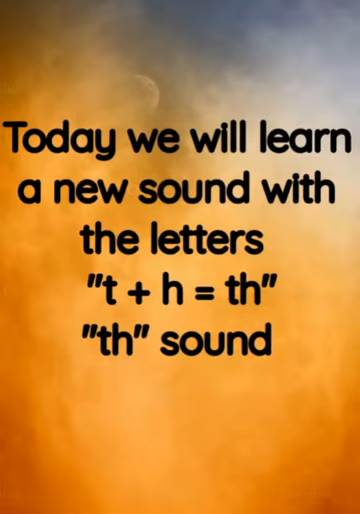 Today we will learn
a new sound with
the letters
"t + h = th"
"th" sound